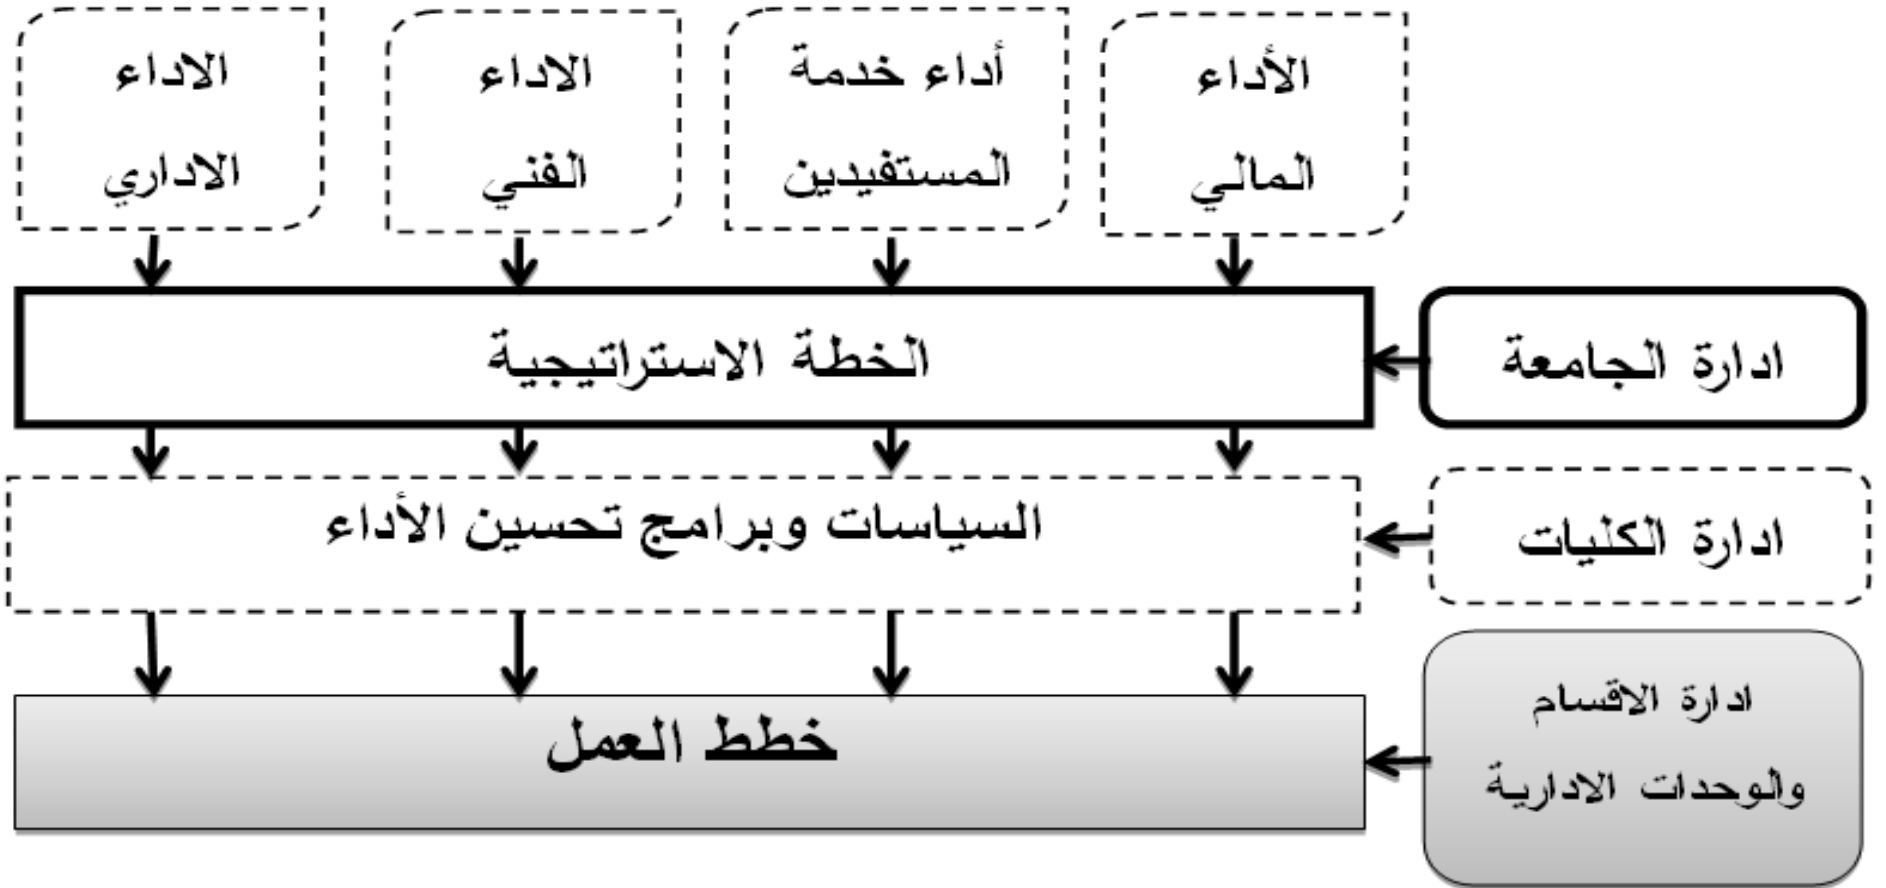 الأداء
المالي
أداء خدمة
المستفيدين
الاداء
الفني
الاداء
الاداري
ادارة الجامعة
الخطة الاستراتيجية
ادارة الكليات
السياسات وبرامج تحسين الأداء
ادارة الاقسام
والوحدات الادارية
خطط العمل